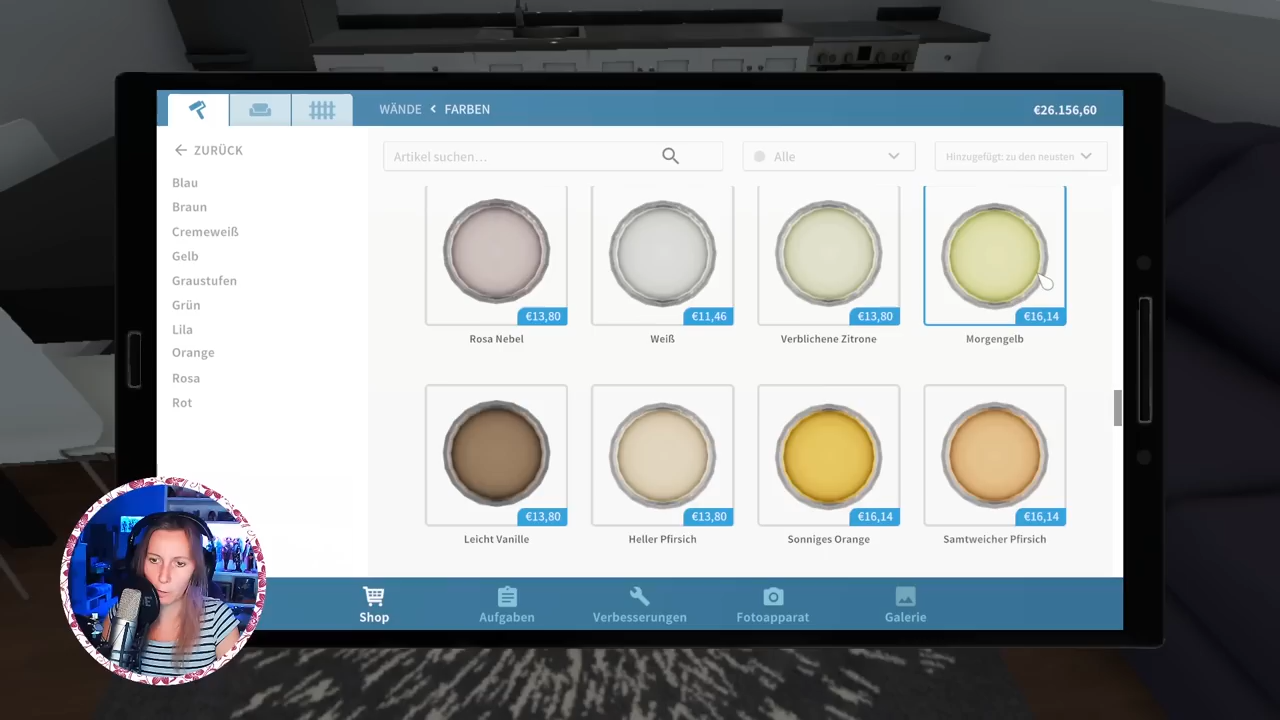 WÄNDE < FARBEN
€26.156,60
ZURÜCK
Artikel suchen...
Alle
Hinzugefügt: zu den neusten
Blau
Braun
Cremeweiß
Gelb
Graustufen
Grün
Lila
Orange
Rosa
Rot
€13,80
€11,46
€13,80
€16,14
Rosa Nebel
Weiß
Verblichene Zitrone
Morgengelb
€13,80
€13,80
€16,14
€16,14
Leicht Vanille
Heller Pfirsich
Sonniges Orange
Samtweicher Pfirsich
Shop
Aufgaben
Verbesserungen
Fotoapparat
Galerie